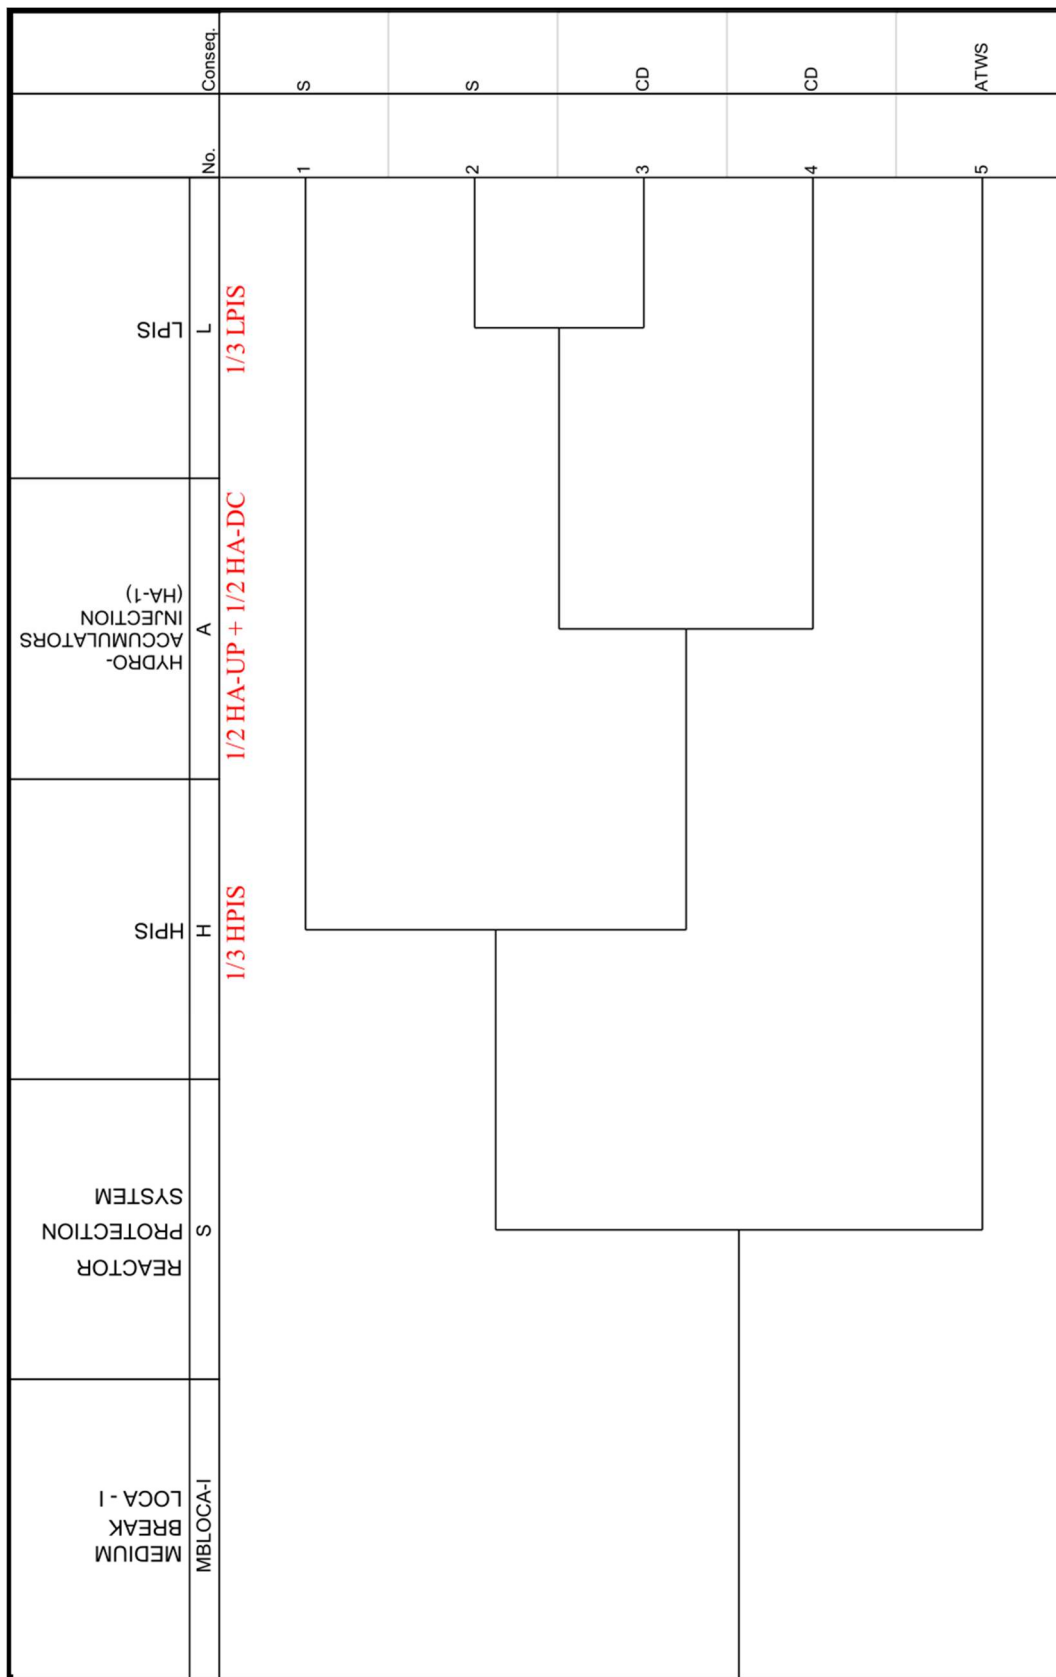 MEDIUM
BREAK
LOCA - I
REACTOR
PROTECTION
SYSTEM
HPIS
HYDRO-
ACCUMULATORS
INJECTION
(HA-1)
LPIS
MBLOCA-I
S
H
A
L
No.
Conseq.
1/3 HPIS
1/2 HA-UP + 1/2 HA-DC
1/3 LPIS
1
S
2
S
3
CD
4
CD
5
ATWS